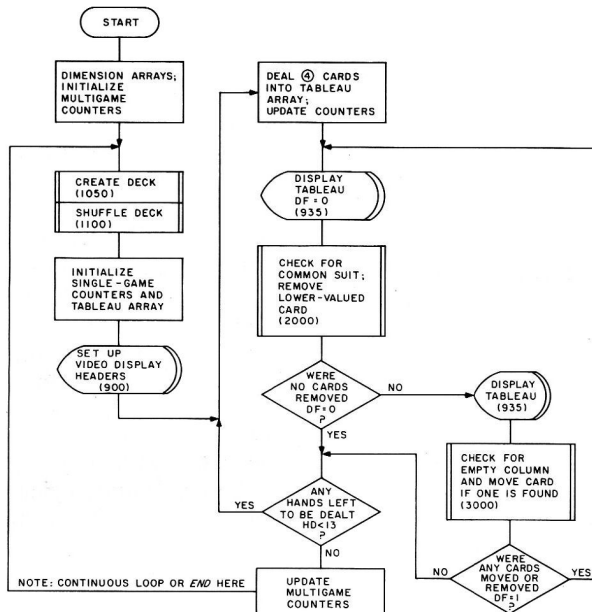 START
DIMENSION ARRAYS;
INITIALIZE
MULTIGAME
COUNTERS
CREATE DECK
(1050)
SHUFFLE DECK
(1100)
INITIALIZE
SINGLE-GAME
COUNTERS AND
TABLEAU ARRAY
SET UP
VIDEO DISPLAY
HEADERS
(900)
DEAL ④ CARDS
INTO TABLEAU
ARRAY;
UPDATE COUNTERS
DISPLAY
TABLEAU
DF=0
(935)
CHECK FOR
COMMON SUIT;
REMOVE
LOWER-VALUED
CARD
(2000)
WERE
NO CARDS
REMOVED
DF=0
?
NO
YES
DISPLAY
TABLEAU
(935)
CHECK FOR
EMPTY COLUMN
AND MOVE CARD
IF ONE IS FOUND
(3000)
WERE
ANY CARDS
MOVED OR
REMOVED
DF=1
?
NO
YES
ANY
HANDS LEFT
TO BE DEALT
HD<13
?
YES
NO
UPDATE
MULTIGAME
COUNTERS
NOTE: CONTINUOUS LOOP OR END HERE